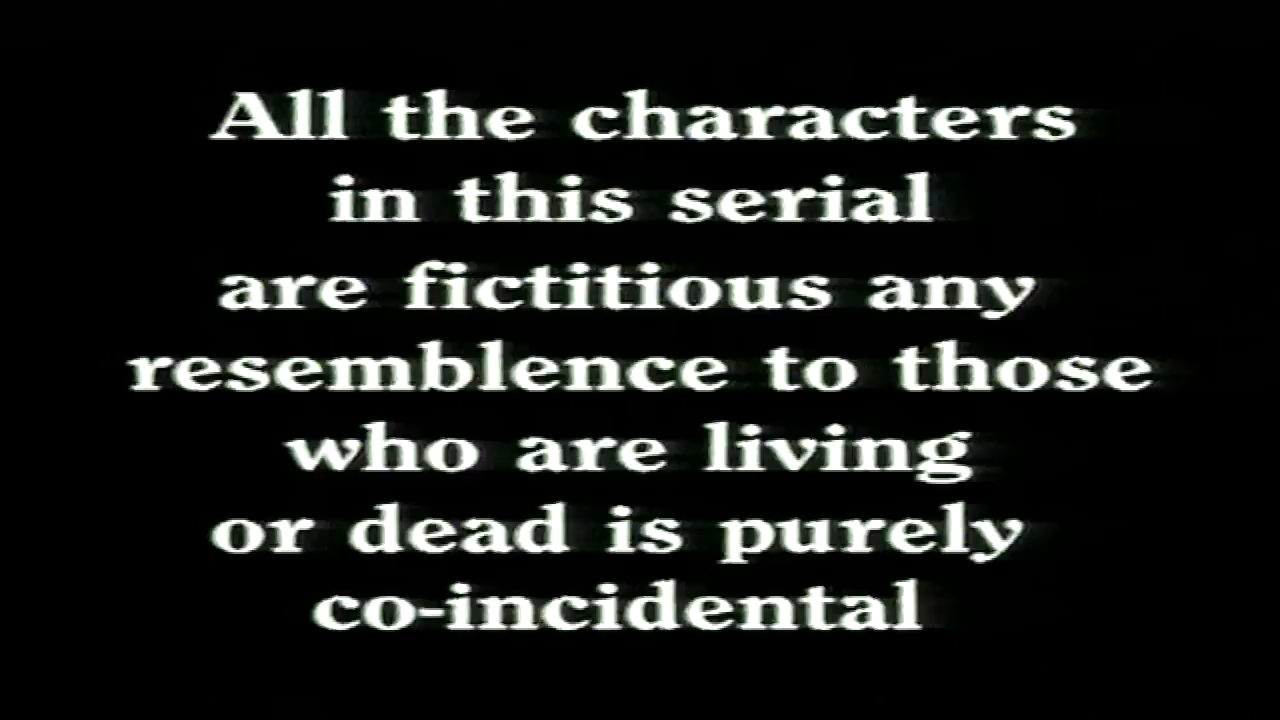 All the characters
in this serial
are fictitious any
resemblence to those
who are living
or dead is purely
co-incidental